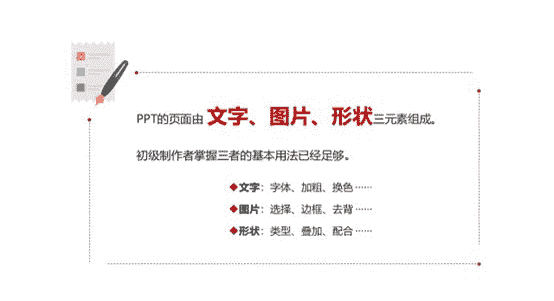 PPT的页面由 文字、图片、形状三元素组成。
初级制作者掌握三者的基本用法已经足够。
◆文字：字体、加粗、换色……
◆图片：选择、边框、去背……
◆形状：类型、叠加、配合……